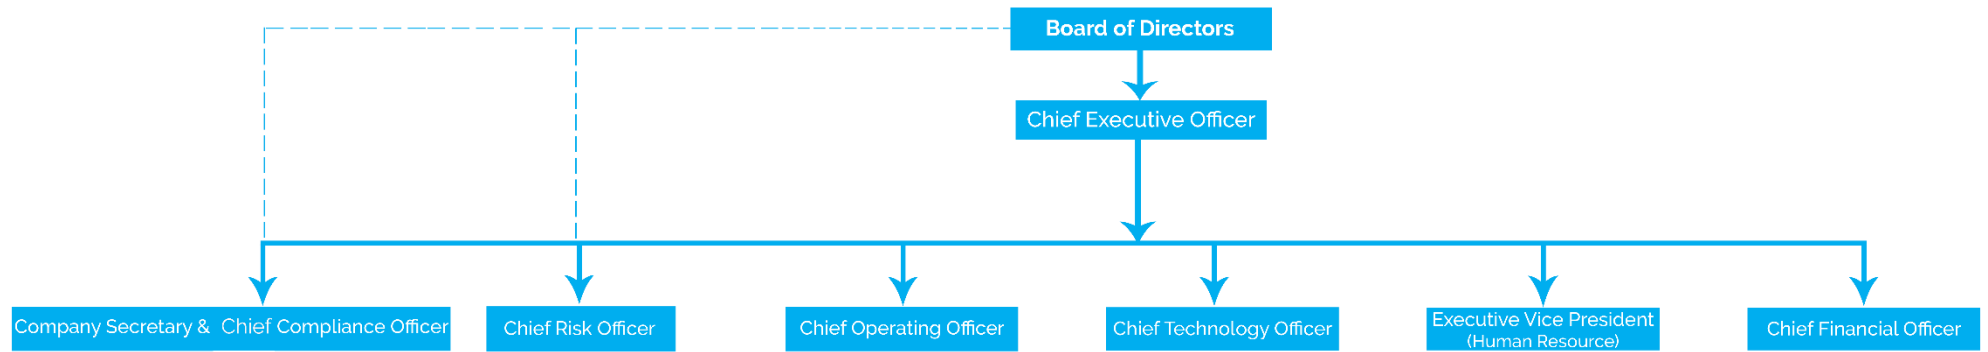 Board of Directors
Chief Executive Officer
Company Secretary & Chief Compliance Officer
Chief Risk Officer
Chief Operating Officer
Chief Technology Officer
Executive Vice President
(Human Resource)
Chief Financial Officer